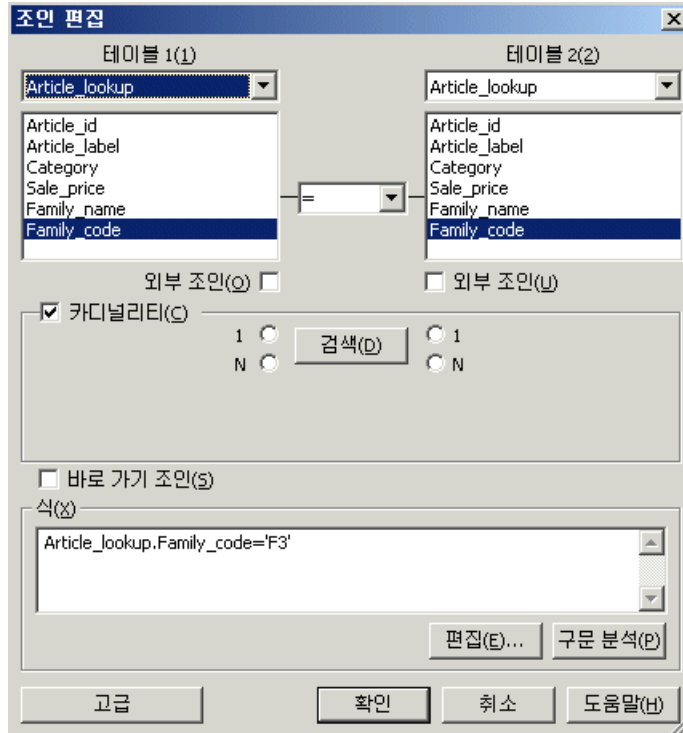 조인 편집
테이블 1(1) 테이블 2(2)
Article_lookup Article_lookup
Article_id Article_id
Article_label Article_label
Category Category
Sale_price Sale_price
Family_name = Family_name
Family_code Family_code
외부 조인(O) 외부 조인(U)
카디널리티(C)
1 검색(D) 1
N N
바로 가기 조인(S)
식(X)
Article_lookup.Family_code='F3'
편집(E)... 구문 분석(P)
고급 확인 취소 도움말(H)